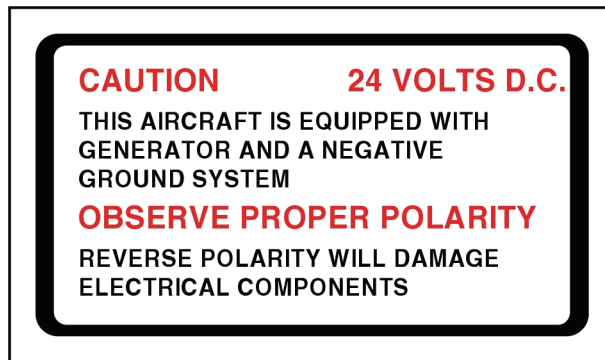 CAUTION 24 VOLTS D.C.
THIS AIRCRAFT IS EQUIPPED WITH
GENERATOR AND A NEGATIVE
GROUND SYSTEM
OBSERVE PROPER POLARITY
REVERSE POLARITY WILL DAMAGE
ELECTRICAL COMPONENTS